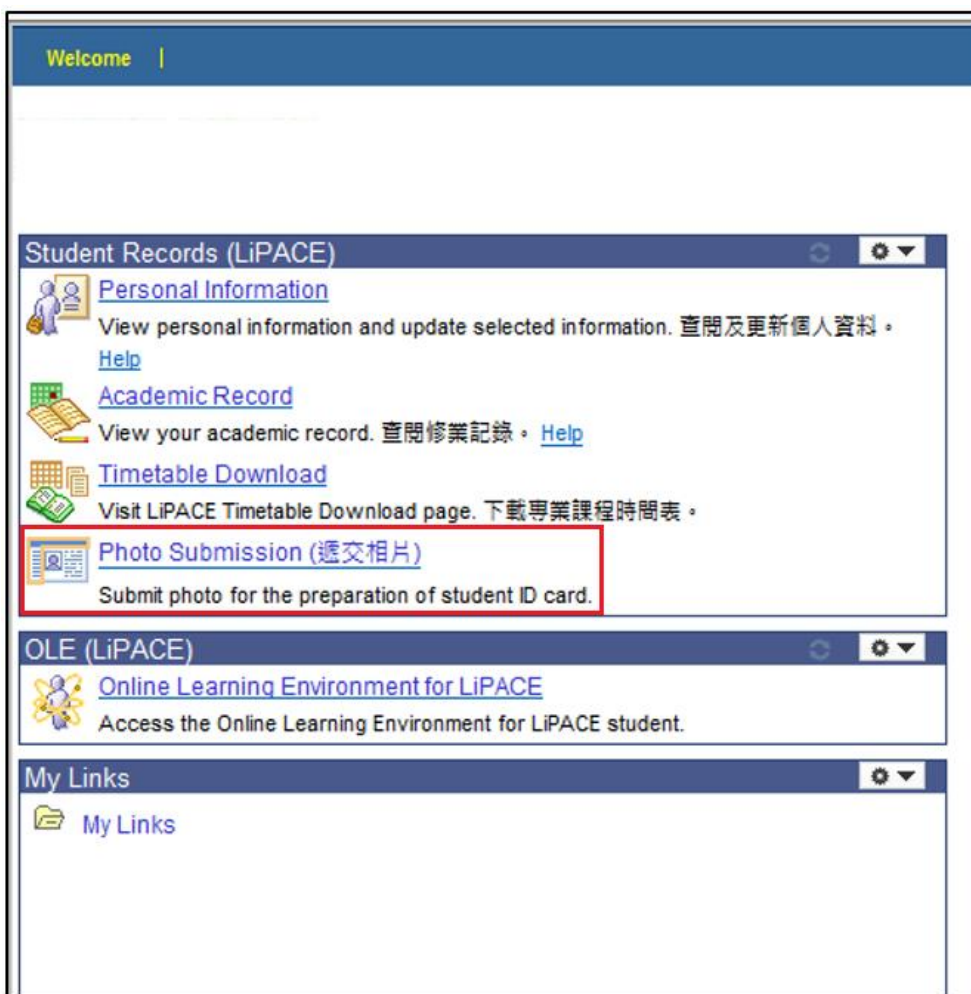 Welcome |
Student Records (LiPACE)
Personal Information
View personal information and update selected information. 查閱及更新個人資料。
Help
Academic Record
View your academic record. 查閱修業記錄。 Help
Timetable Download
Visit LiPACE Timetable Download page. 下載專業課程時間表。
Photo Submission (遞交相片)
Submit photo for the preparation of student ID card.
OLE (LiPACE)
Online Learning Environment for LiPACE
Access the Online Learning Environment for LiPACE student.
My Links
My Links